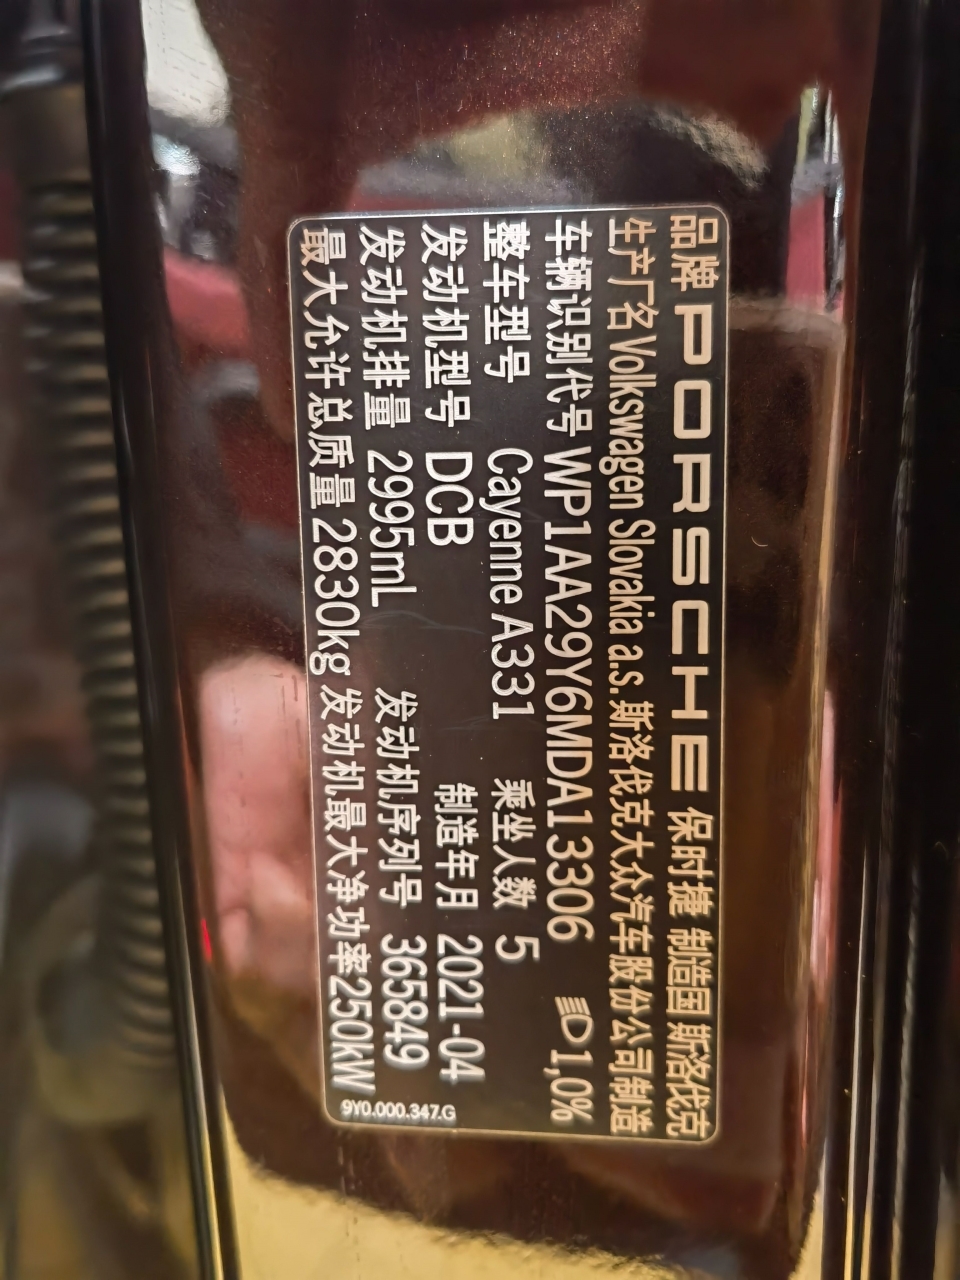 品牌 PORSCHE 保时捷 制造国 斯洛伐克
生产厂名 Volkswagen Slovakia a.s. 斯洛伐克大众汽车股份公司制造
车辆识别代号 WP1AA29Y6MDA13306 1,0%
整车型号 Cayenne A331 乘坐人数 5
发动机型号 DCB 制造年月 2021-04
发动机排量 2995mL 发动机序列号 365849
最大允许总质量 2830kg 发动机最大净功率250kW
9Y0.000.347.G